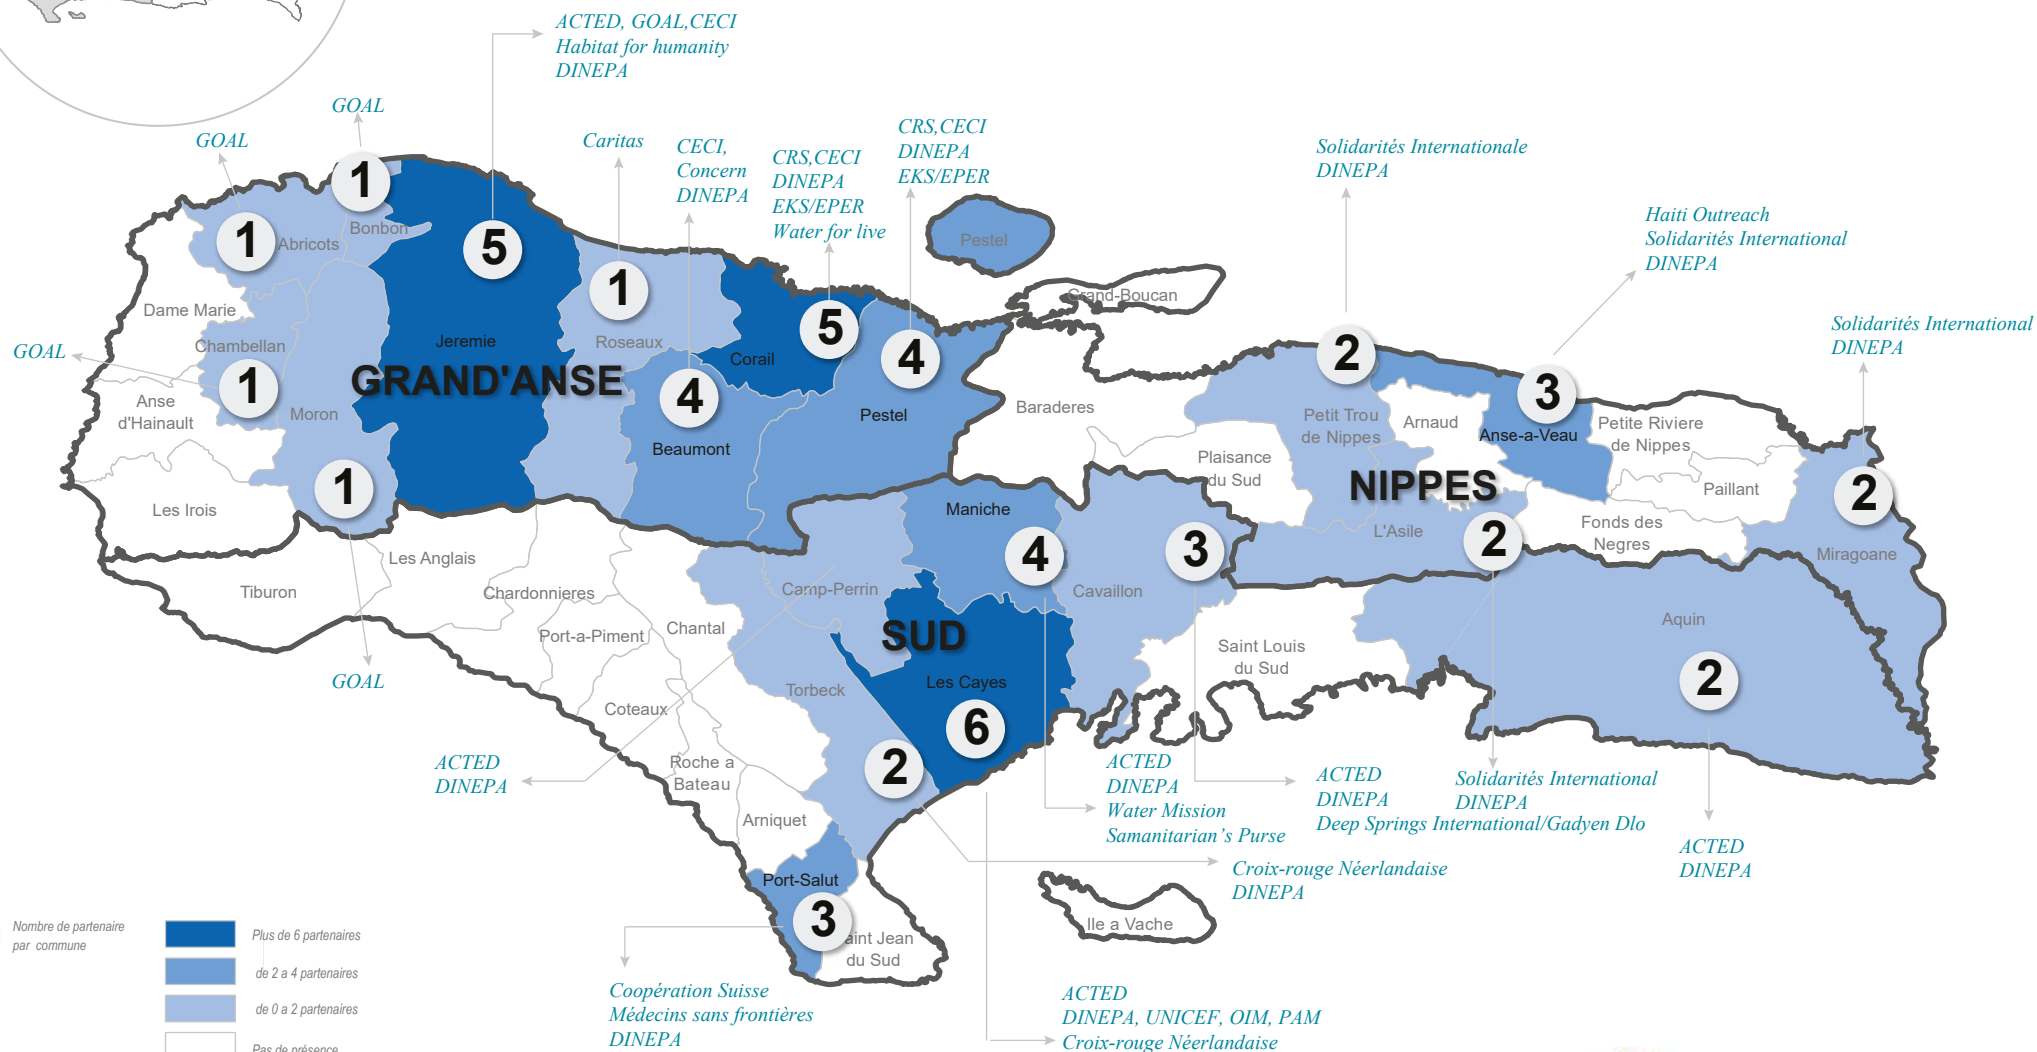 ACTED, GOAL,CECI
Habitat for humanity
DINEPA
GOAL
GOAL
Caritas
CECI,
Concern
DINEPA
CRS,CECI
DINEPA
EKS/EPER
Water for live
CRS,CECI
DINEPA
EKS/EPER
Solidarités Internationale
DINEPA
Haiti Outreach
Solidarités International
DINEPA
Solidarités International
DINEPA
1
1
5
1
5
4
4
2
3
2
Abricots
Bonbon
Pestel
Grand-Boucan
Dame Marie
Chambellan
GOAL
1
Jeremie
Roseaux
Corail
GRAND'ANSE
Anse
d'Hainault
Moron
Beaumont
Pestel
Baraderes
Petit Trou
de Nippes
Arnaud
Anse-a-Veau
Petite Riviere
de Nippes
Plaisance
du Sud
NIPPES
Paillant
1
Les Irois
Maniche
4
3
L'Asile
2
Fonds des
Negres
Miragoane
Les Anglais
Tiburon
Chardonnieres
Camp-Perrin
Cavaillon
Port-a-Piment
Chantal
SUD
Saint Louis
du Sud
Aquin
2
GOAL
Torbeck
Les Cayes
6
Coteaux
2
Roche a
Bateau
Arniquet
ACTED
DINEPA
ACTED
DINEPA
Water Mission
Samanitarian’s Purse
ACTED
DINEPA
Deep Springs International/Gadyen Dlo
Solidarités International
DINEPA
ACTED
DINEPA
Croix-rouge Néerlandaise
DINEPA
Port-Salut
3
aint Jean
du Sud
Ile a Vache
Coopération Suisse
Médecins sans frontières
DINEPA
ACTED
DINEPA, UNICEF, OIM, PAM
Croix-rouge Néerlandaise
Nombre de partenaire
par commune
Plus de 6 partenaires
de 2 a 4 partenaires
de 0 a 2 partenaires
Pas de présence